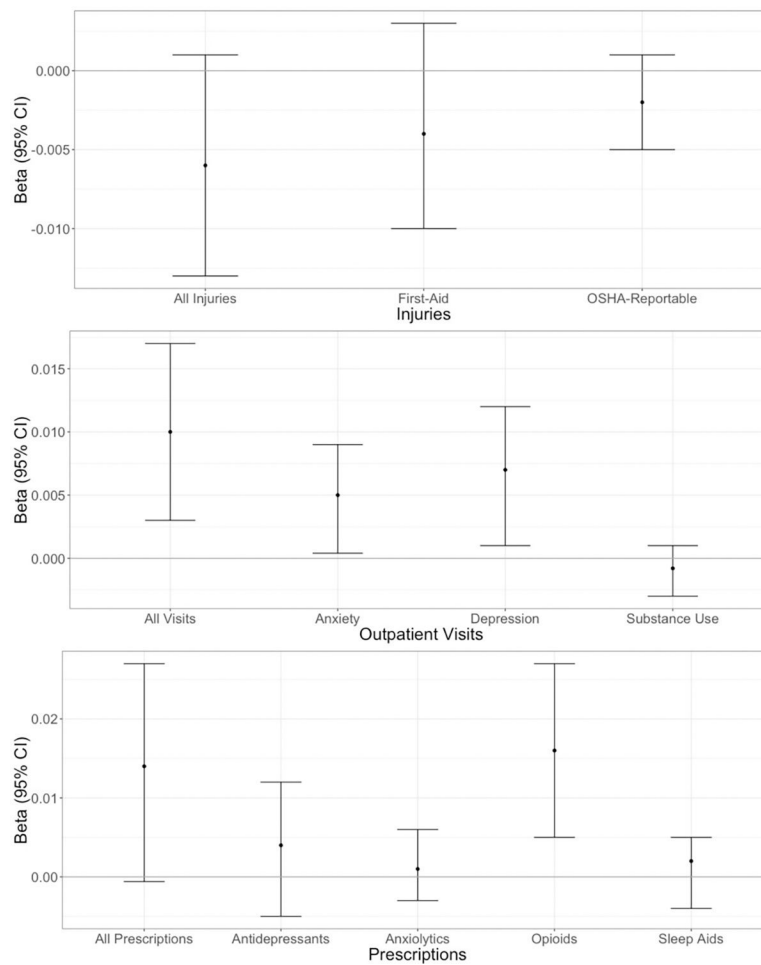 0.000
-0.005
-0.010
Beta (95% CI)
All Injuries First-Aid OSHA-Reportable
Injuries
0.015
0.010
0.005
0.000
Beta (95% CI)
All Visits Anxiety Depression Substance Use
Outpatient Visits
0.02
0.01
0.00
Beta (95% CI)
All Prescriptions Antidepressants Anxiolytics Opioids Sleep Aids
Prescriptions